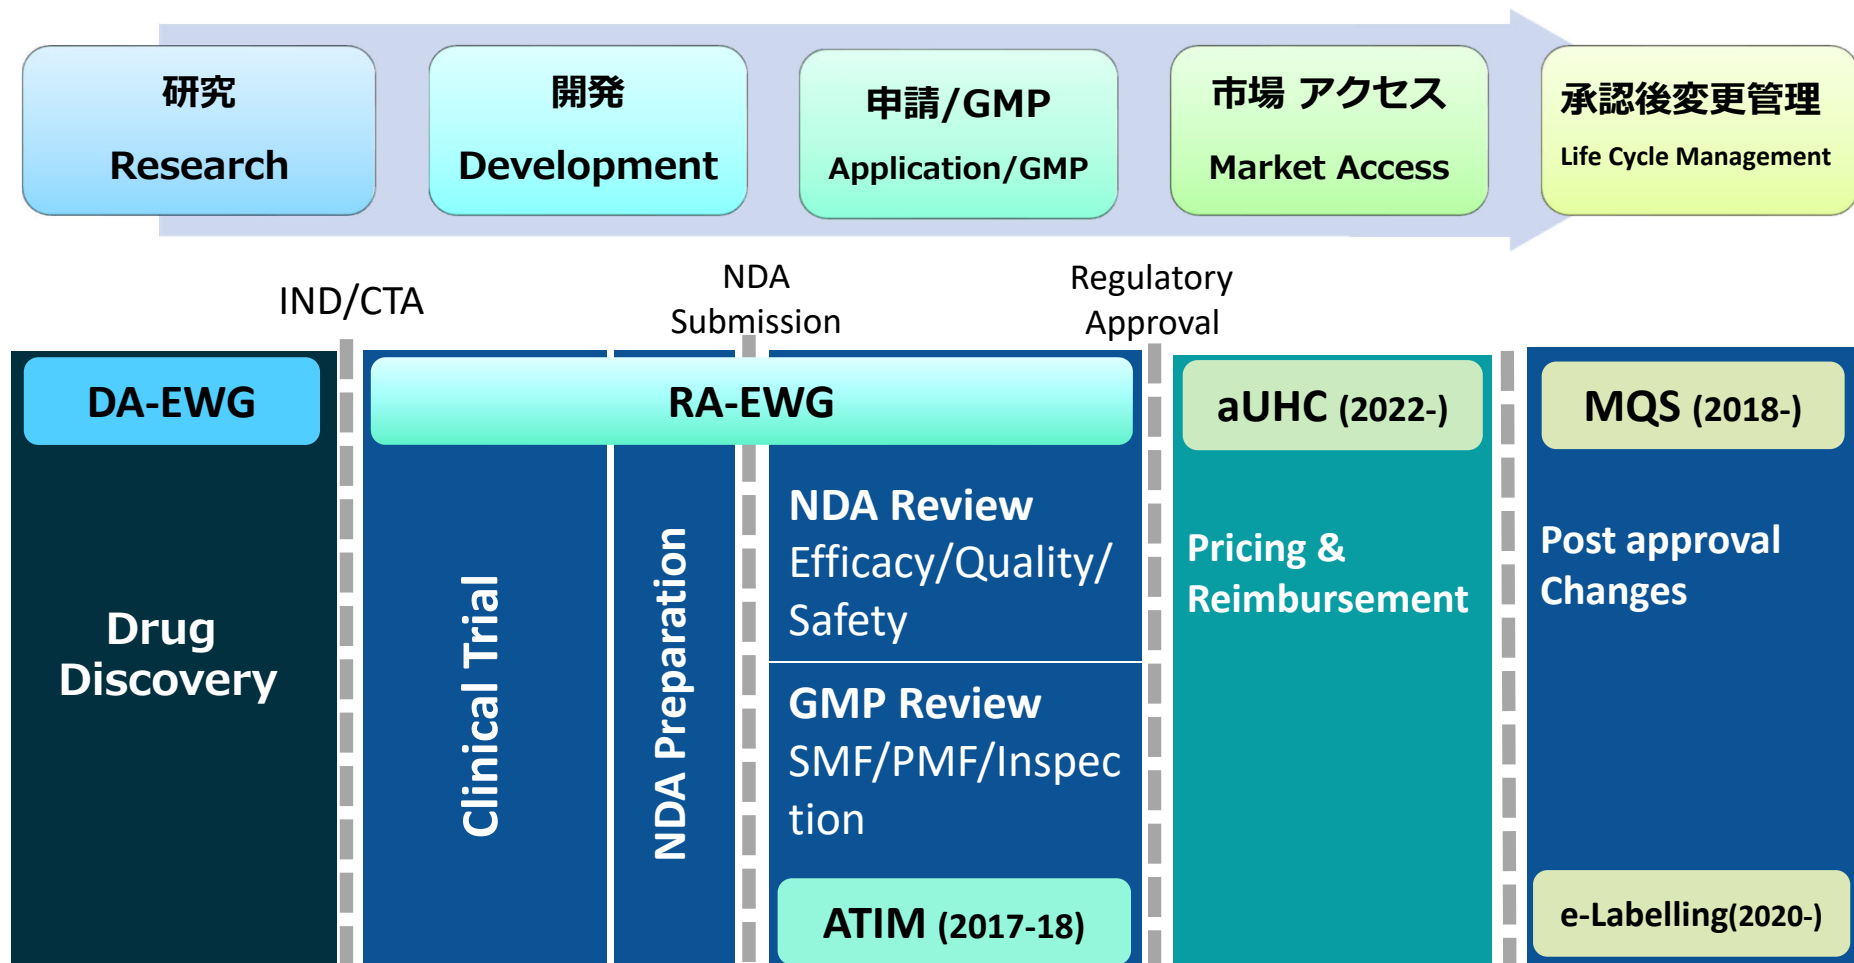 研究
Research
開発
Development
申請/GMP
Application/GMP
市場 アクセス
Market Access
承認後変更管理
Life Cycle Management
IND/CTA
NDA
Submission
Regulatory
Approval
DA-EWG
Drug
Discovery
RA-EWG
Clinical Trial
NDA Preparation
NDA Review
Efficacy/Quality/
Safety
GMP Review
SMF/PMF/Inspec
tion
ATIM (2017-18)
aUHC (2022-)
Pricing &
Reimbursement
MQS (2018-)
Post approval
Changes
e-Labelling(2020-)